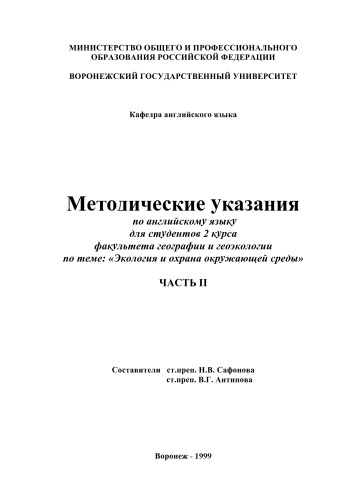 МИНИСТЕРСТВО ОБЩЕГО И ПРОФЕССИОНАЛЬНОГО
ОБРАЗОВАНИЯ РОССИЙСКОЙ ФЕДЕРАЦИИ
ВОРОНЕЖСКИЙ ГОСУДАРСТВЕННЫЙ УНИВЕРСИТЕТ
Кафедра английского языка
Методические указания
по английскому языку
для студентов 2 курса
факультета географии и геоэкологии
по теме: «Экология и охрана окружающей среды»
ЧАСТЬ II
Составители ст.преп. Н.В. Сафонова
ст.преп. В.Г. Антипова
Воронеж - 1999